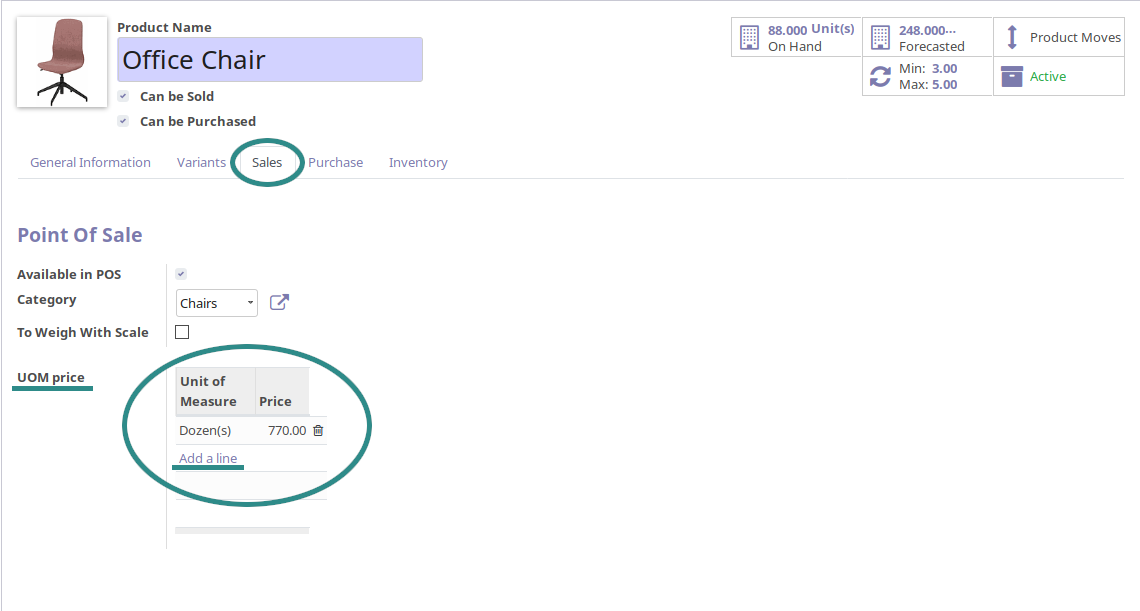 Product Name
Office Chair
Can be Sold
Can be Purchased
88.000 Unit(s)
On Hand
248.000...
Forecasted
Product Moves
Min: 3.00
Max: 5.00
Active
General Information Variants Sales Purchase Inventory
Point Of Sale
Available in POS
Category Chairs
To Weigh With Scale
UOM price
Unit of
Measure Price
Dozen(s) 770.00
Add a line